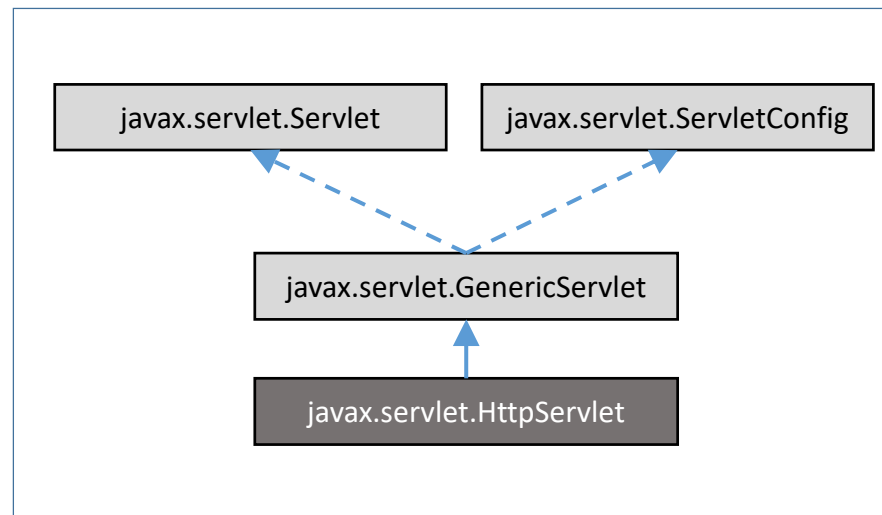 javax.servlet.Servlet
javax.servlet.ServletConfig
javax.servlet.GenericServlet
javax.servlet.HttpServlet